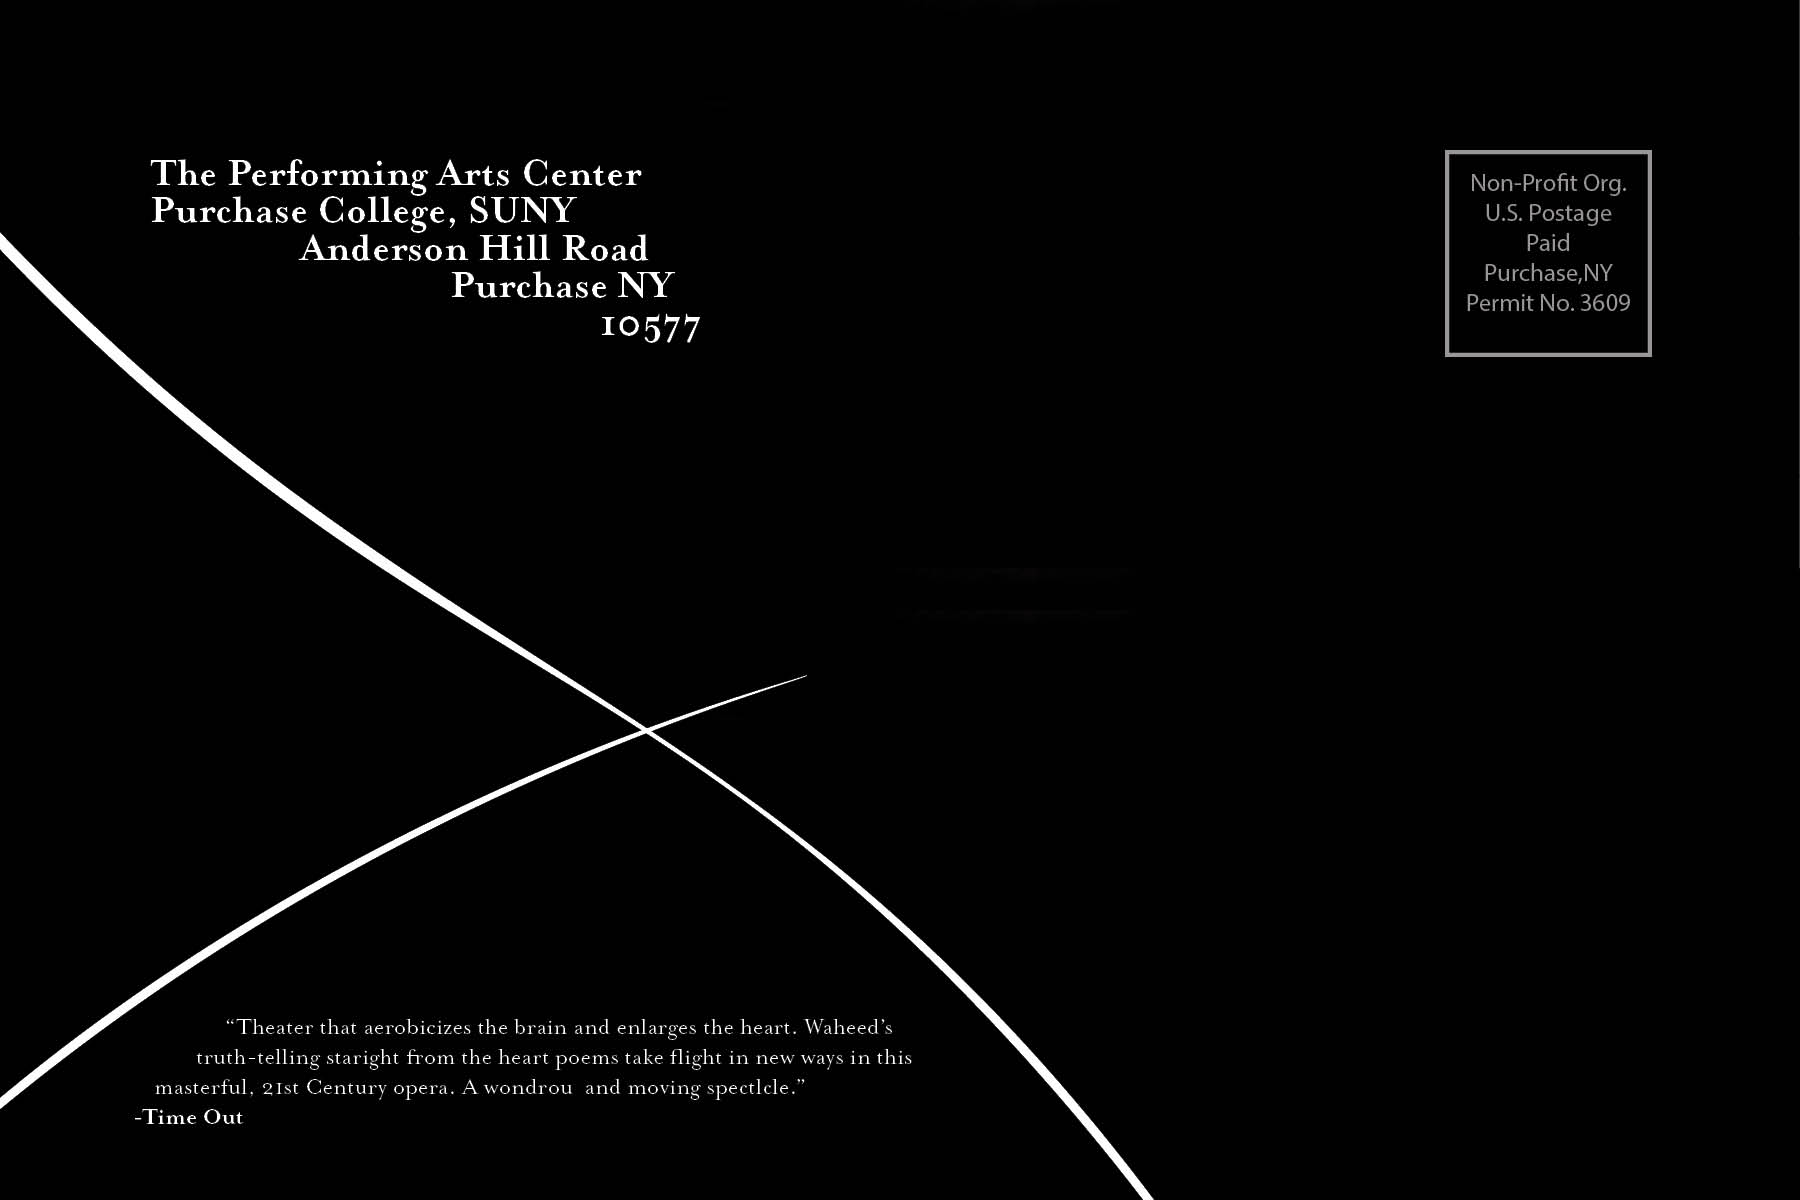 The Performing Arts Center
Purchase College, SUNY
Anderson Hill Road
Purchase NY
10577
Non-Profit Org.
U.S. Postage
Paid
Purchase,NY
Permit No. 3609
“Theater that aerobicizes the brain and enlarges the heart. Waheed’s
truth-telling staright from the heart poems take flight in new ways in this
masferful, 21st Century opera. A wondrou  and moving spectlcle.”
-Time Out